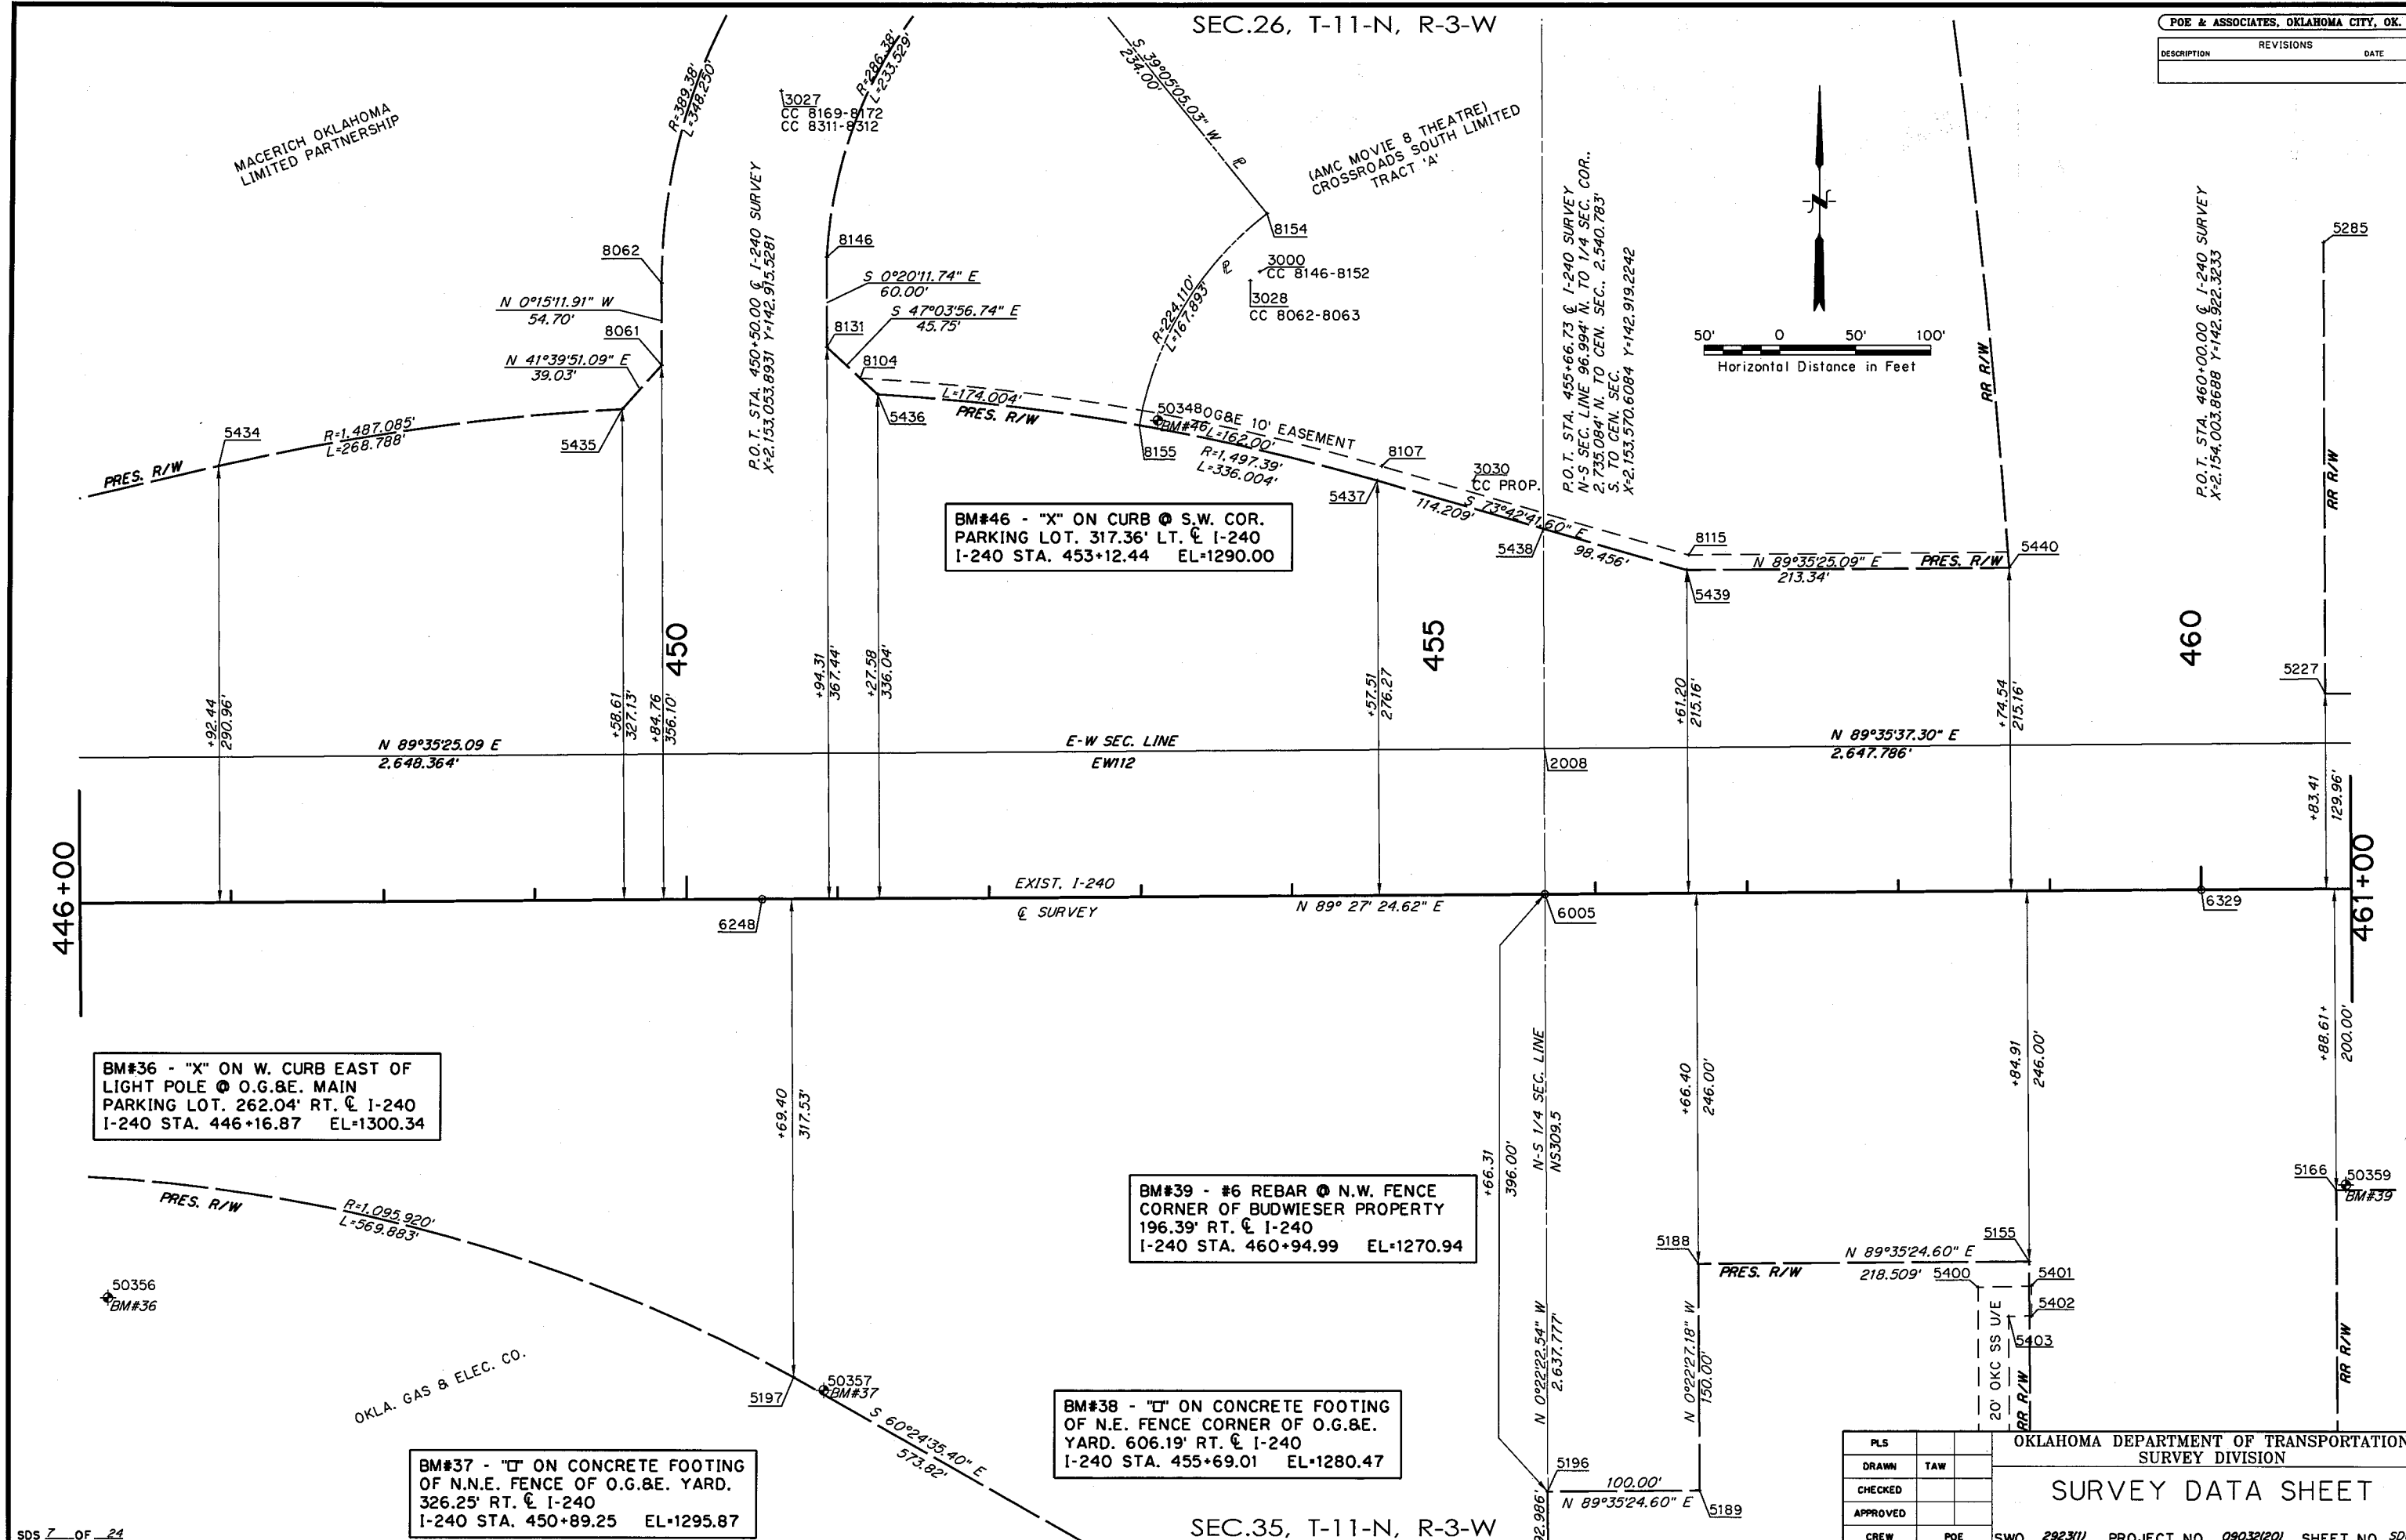 SEC.26, T-11-N, R-3-W
POE & ASSOCIATES, OKLAHOMA CITY, OK.
REVISIONS
DESCRIPTION
DATE
MACERICH OKLAHOMA
LIMITED PARTNERSHIP
R=389.38'
L=348.250'
3027
CC 8169-8172
CC 8311-8312
R=286.38'
L=233.529'
S 39°05'05.03" W
234.00'
(AMC MOVIE 8 THEATRE)
CROSSROADS SOUTH LIMITED
TRACT 'A'
P.O.T. STA. 450+50.00 ℄ I-240 SURVEY
X=2,153,053.8931 Y=142,915.5281
P.O.T. STA. 455+66.73 ℄ I-240 SURVEY
N-S SEC. LINE 96.994' N. TO 1/4 SEC. COR.,
2,735.084' N. TO CEN. SEC., 2,540.783'
S. TO CEN. SEC.
X=2,153,570.6084 Y=142,919.2242
N
50' 0 50' 100'
Horizontal Distance in Feet
RR R/W
P.O.T. STA. 460+00.00 ℄ I-240 SURVEY
X=2,154,003.8688 Y=142,922.3233
5285
RR R/W
8062
N 0°15'11.91" W
54.70'
8061
N 41°39'51.09" E
39.03'
8146
S 0°20'11.74" E
60.00'
8131
S 47°03'56.74" E
45.75'
8104
8154
3000
CC 8146-8152
3028
CC 8062-8063
R=224.110'
L=167.893'
PRES. R/W
5434
R=1,487.085'
L=268.788'
5435
5436
L=174.004'
PRES. R/W
50348
BM#46
OG&E 10' EASEMENT
L=162.00'
R=1,497.39'
L=336.004'
8155
8107
5437
3030
CC PROP.
S 73°42'41.60" E
114.209'
5438
98.456'
8115
N 89°35'25.09" E
213.34'
PRES. R/W
5440
5439
BM#46 - "X" ON CURB @ S.W. COR.
PARKING LOT. 317.36' LT. ℄ I-240
I-240 STA. 453+12.44 EL=1290.00
450
455
460
5227
+92.44
290.96'
+58.61
327.13'
+84.76
356.10'
+94.31
367.44'
+27.58
336.04'
+57.51
276.27
+61.20
215.16'
+74.54
215.16'
+83.41
129.96'
N 89°35'25.09 E
2,648.364'
E-W SEC. LINE
EW112
2008
N 89°35'37.30" E
2,647.786'
446+00
EXIST. I-240
℄ SURVEY
6248
N 89° 27' 24.62" E
6005
6329
461+00
BM#36 - "X" ON W. CURB EAST OF
LIGHT POLE @ O.G.&E. MAIN
PARKING LOT. 262.04' RT. ℄ I-240
I-240 STA. 446+16.87 EL=1300.34
+69.40
317.53'
+66.31
396.00'
N-S 1/4 SEC. LINE
NS309.5
+66.40
246.00'
+84.91
246.00'
+88.61+
200.00'
PRES. R/W
R=1,095.920'
L=569.883'
50356
BM#36
BM#39 - #6 REBAR @ N.W. FENCE
CORNER OF BUDWIESER PROPERTY
196.39' RT. ℄ I-240
I-240 STA. 460+94.99 EL=1270.94
5166
50359
BM#39
5188
PRES. R/W
N 89°35'24.60" E
218.509'
5155
5400
5401
5402
5403
20' OKC SS U/E
RR R/W
RR R/W
N 0°22'22.54" W
2,637.777'
N 0°22'27.18" W
150.00'
OKLA. GAS & ELEC. CO.
5197
50357
BM#37
S 60°24'35.40" E
573.82'
BM#38 - "□" ON CONCRETE FOOTING
OF N.E. FENCE CORNER OF O.G.&E.
YARD. 606.19' RT. ℄ I-240
I-240 STA. 455+69.01 EL=1280.47
BM#37 - "□" ON CONCRETE FOOTING
OF N.N.E. FENCE OF O.G.&E. YARD.
326.25' RT. ℄ I-240
I-240 STA. 450+89.25 EL=1295.87
5196
100.00'
N 89°35'24.60" E
5189
92.986'
SEC.35, T-11-N, R-3-W
SDS 7 OF 24
PLS
DRAWN TAW
CHECKED
APPROVED
CREW POE
OKLAHOMA DEPARTMENT OF TRANSPORTATION
SURVEY DIVISION
SURVEY DATA SHEET
SWO 2923(1) PROJECT NO. 09032(20) SHEET NO.